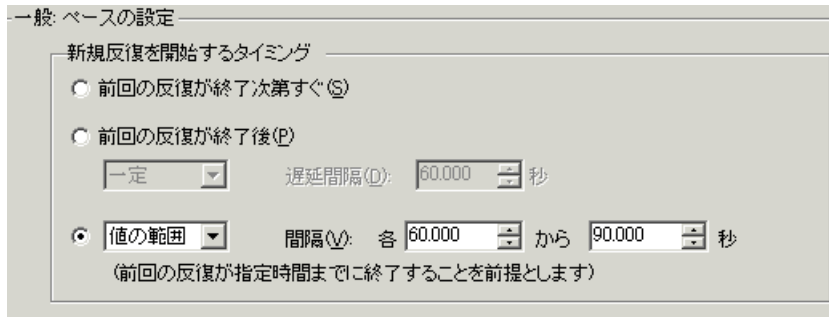 一般: ペースの設定
新規反復を開始するタイミング
前回の反復が終了次第すぐ(S)
前回の反復が終了後(P)
一定 遅延間隔(D): 60.000 秒
値の範囲 間隔(V): 各 60.000 から 90.000 秒
(前回の反復が指定時間までに終了することを前提とします)